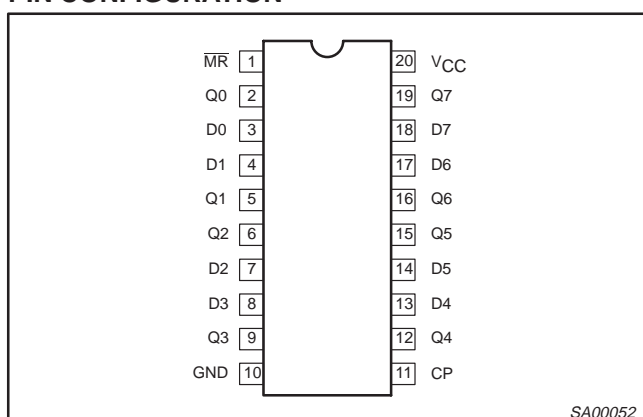 PIN CONFIGURATION
MR 1 20 VCC
Q0 2 19 Q7
D0 3 18 D7
D1 4 17 D6
Q1 5 16 Q6
Q2 6 15 Q5
D2 7 14 D5
D3 8 13 D4
Q3 9 12 Q4
GND 10 11 CP
SA00052